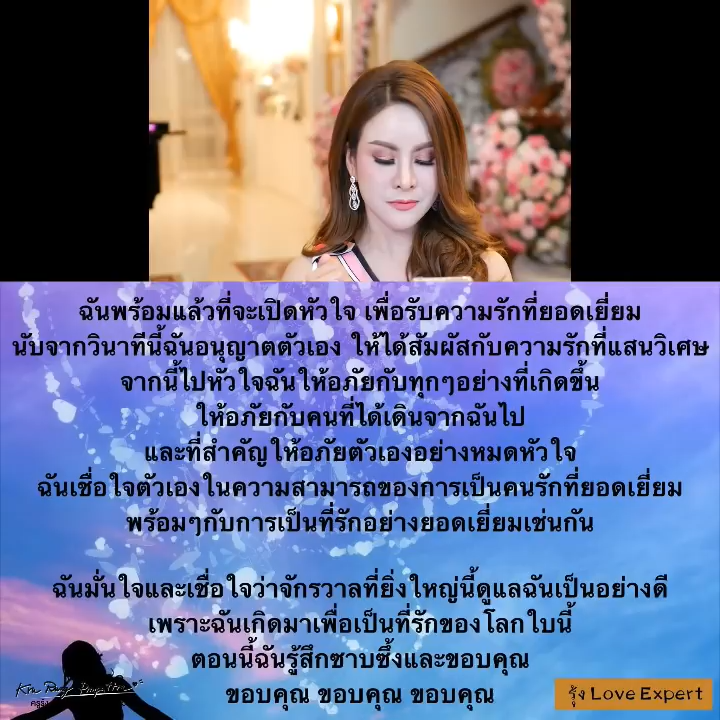 ฉันพร้อมแล้วที่จะเปิดหัวใจ เพื่อรับความรักที่ยอดเยี่ยม
นับจากวินาทีนี้ฉันอนุญาตตัวเอง ให้ได้สัมผัสกับความรักที่แสนวิเศษ
จากนี้ไปหัวใจฉันให้อภัยกับทุกๆอย่างที่เกิดขึ้น
ให้อภัยกับคนที่ได้เดินจากฉันไป
และที่สำคัญให้อภัยตัวเองอย่างหมดหัวใจ
ฉันเชื่อใจตัวเองในความสามารถของการเป็นคนรักที่ยอดเยี่ยม
พร้อมๆกับการเป็นที่รักอย่างยอดเยี่ยมเช่นกัน
ฉันมั่นใจและเชื่อใจว่าจักรวาลที่ยิ่งใหญ่นี้ดูแลฉันเป็นอย่างดี
เพราะฉันเกิดมาเพื่อเป็นที่รักของโลกใบนี้
ตอนนี้ฉันรู้สึกซาบซึ้งและขอบคุณ
ขอบคุณ ขอบคุณ ขอบคุณ
ครูรุ้ง
รุ้ง Love Expert